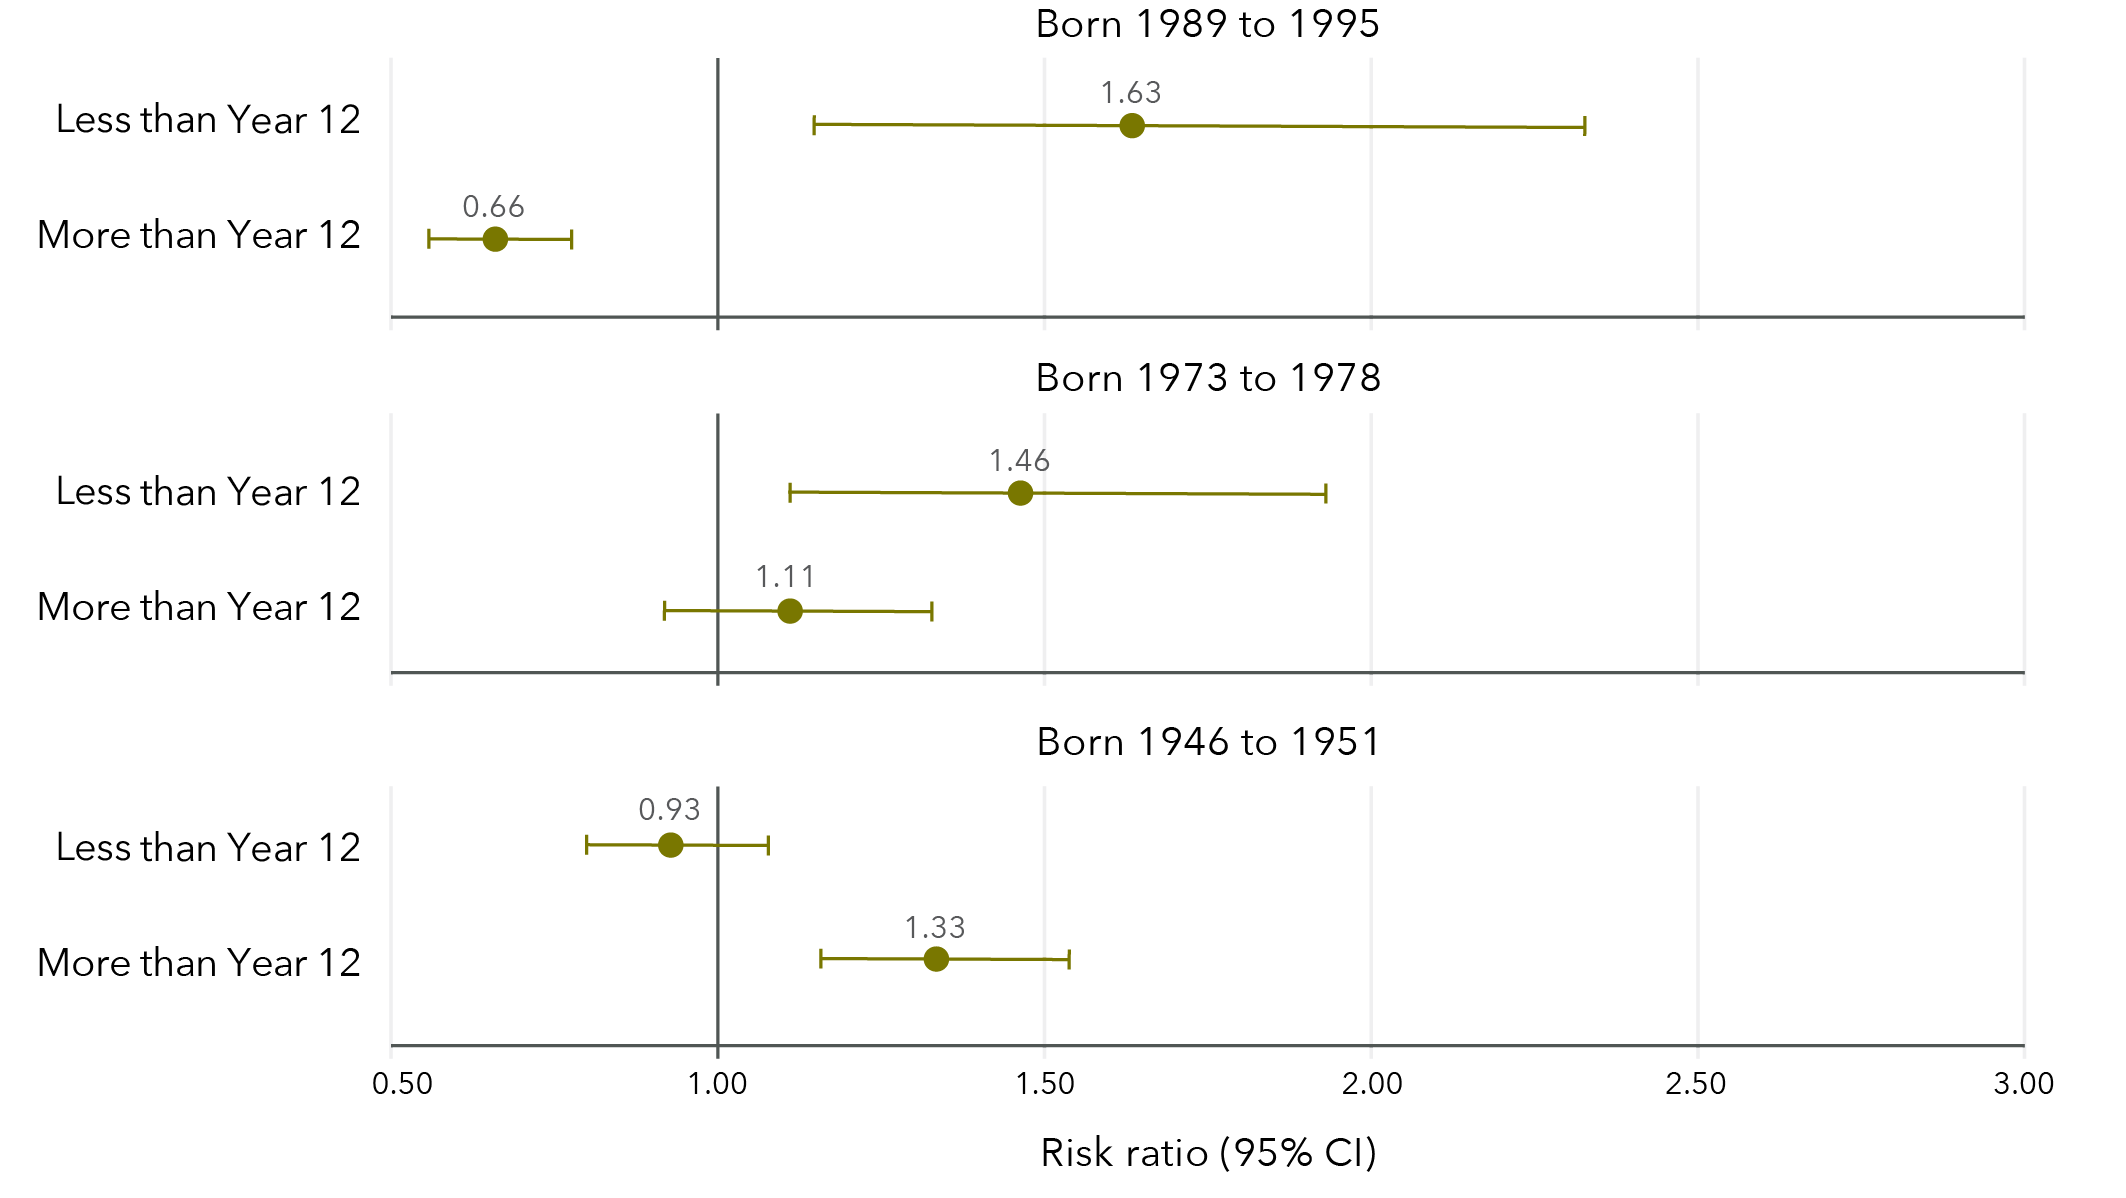 Born 1989 to 1995
1.63
Less than Year 12
0.66
More than Year 12
Born 1973 to 1978
1.46
Less than Year 12
1.11
More than Year 12
Born 1946 to 1951
0.93
Less than Year 12
1.33
More than Year 12
0.50 1.00 1.50 2.00 2.50 3.00
Risk ratio (95% CI)